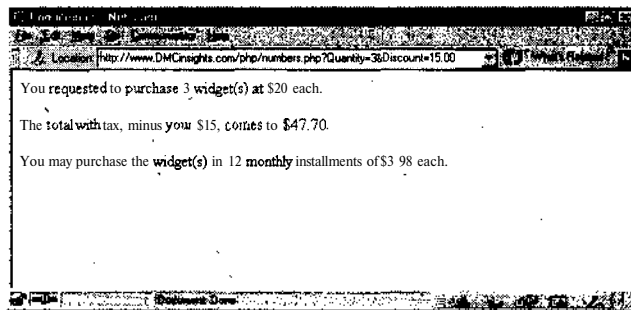 Location: http://www.DMCinsights.com/php/numbers.php?Quantity=3&Discount=15.00 What's Related
You requested to purchase 3 widget(s) at $20 each.
The total with tax, minus your $15, comes to $47.70.
You may purchase the widget(s) in 12 monthly installments of $3 98 each.
Document Done